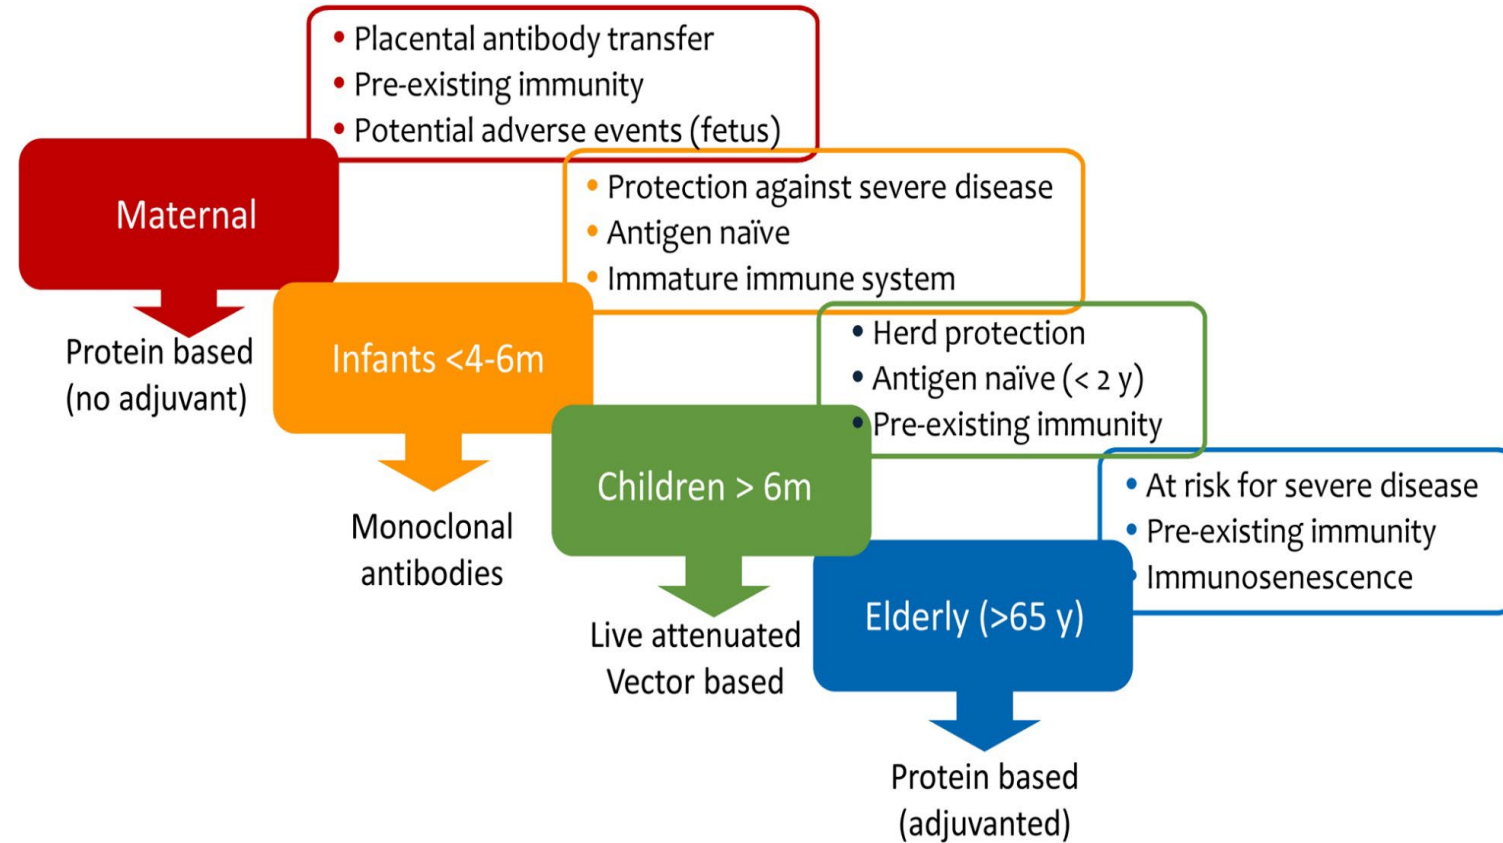 • Placental antibody transfer
• Pre-existing immunity
• Potential adverse events (fetus)
Maternal
Protein based
(no adjuvant)
• Protection against severe disease
• Antigen naïve
• Immature immune system
Infants <4-6m
Monoclonal
antibodies
• Herd protection
• Antigen naïve (< 2 y)
• Pre-existing immunity
Children > 6m
Live attenuated
Vector based
• At risk for severe disease
• Pre-existing immunity
• Immunosenescence
Elderly (>65 y)
Protein based
(adjuvanted)